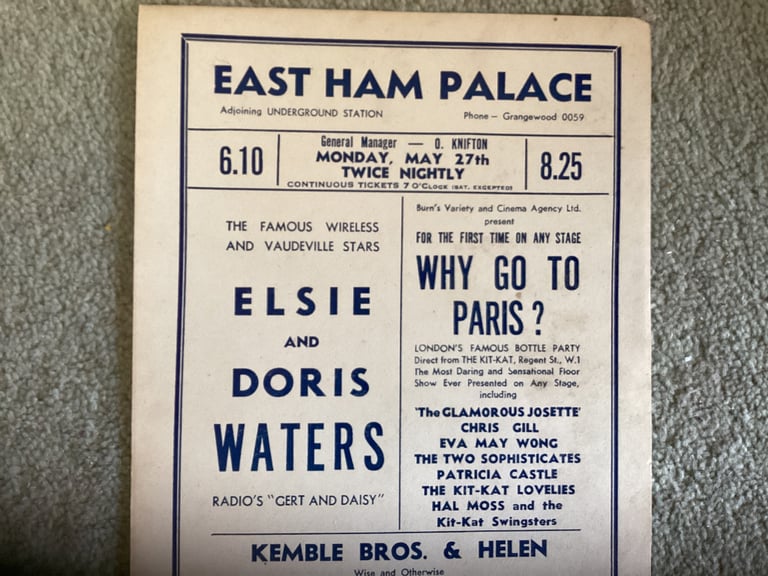 EAST HAM PALACE
Adjoining UNDERGROUND STATION Phone — Grangewood 0059
6.10
General Manager — O. KNIFTON
MONDAY, MAY 27th
TWICE NIGHTLY
CONTINUOUS TICKETS 7 O'CLOCK (SAT. EXCEPTED)
8.25
THE FAMOUS WIRELESS
AND VAUDEVILLE STARS
ELSIE
AND
DORIS
WATERS
RADIO'S "GERT AND DAISY"
Burn's Variety and Cinema Agency Ltd.
present
FOR THE FIRST TIME ON ANY STAGE
WHY GO TO
PARIS ?
LONDON'S FAMOUS BOTTLE PARTY
Direct from THE KIT-KAT, Regent St., W.1
The Most Daring and Sensational Floor
Show Ever Presented on Any Stage,
including
'The GLAMOROUS JOSETTE'
CHRIS GILL
EVA MAY WONG
THE TWO SOPHISTICATES
PATRICIA CASTLE
THE KIT-KAT LOVELIES
HAL MOSS and the
Kit-Kat Swingsters
KEMBLE BROS. & HELEN
Wise and Otherwise